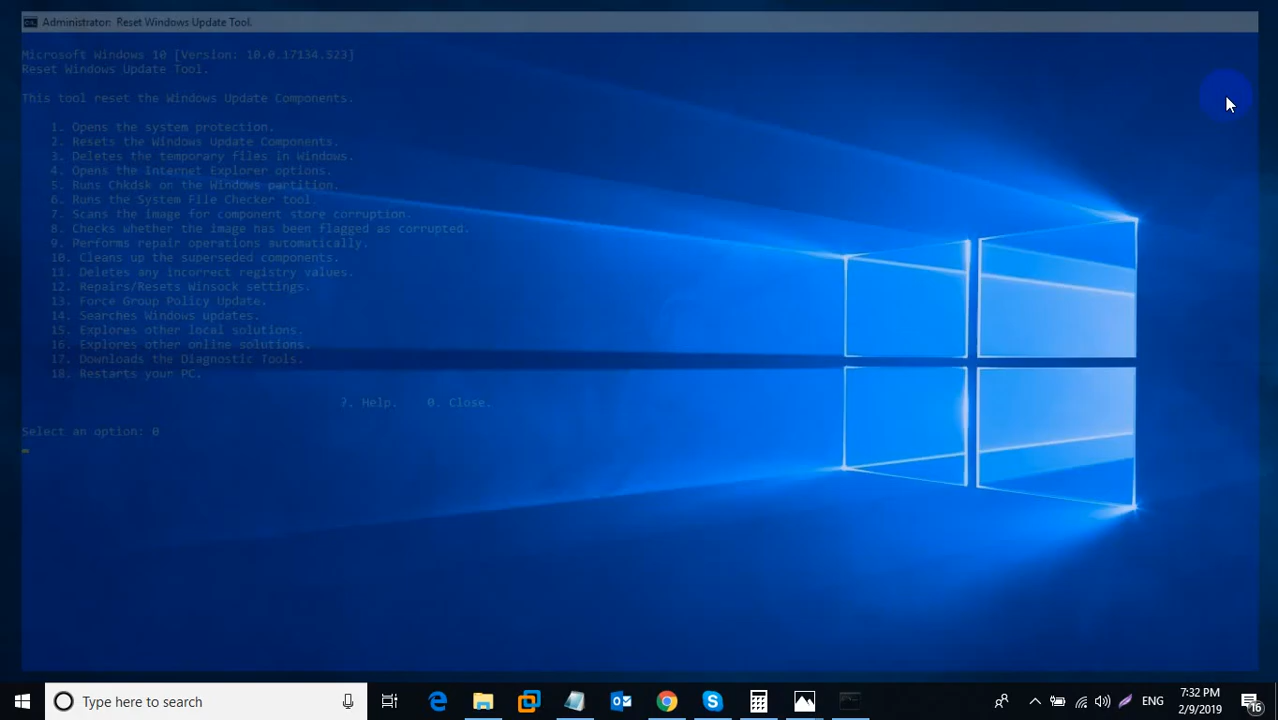 Administrator: Reset Windows Update Tool.
Microsoft Windows 10 [Version: 10.0.17134.523]
Reset Windows Update Tool.
This tool reset the Windows Update Components.
1. Opens the system protection.
2. Resets the Windows Update Components.
3. Deletes the temporary files in Windows.
4. Opens the Internet Explorer options.
5. Runs Chkdsk on the Windows partition.
6. Runs the System File Checker tool.
7. Scans the image for component store corruption.
8. Checks whether the image has been flagged as corrupted.
9. Performs repair operations automatically.
10. Cleans up the superseded components.
11. Deletes any incorrect registry values.
12. Repairs/Resets Winsock settings.
13. Force Group Policy Update.
14. Searches Windows updates.
15. Explores other local solutions.
16. Explores other online solutions.
17. Downloads the Diagnostic Tools.
18. Restarts your PC.
?. Help. 0. Close.
Select an option: 0
Type here to search
ENG
7:32 PM
2/9/2019
16